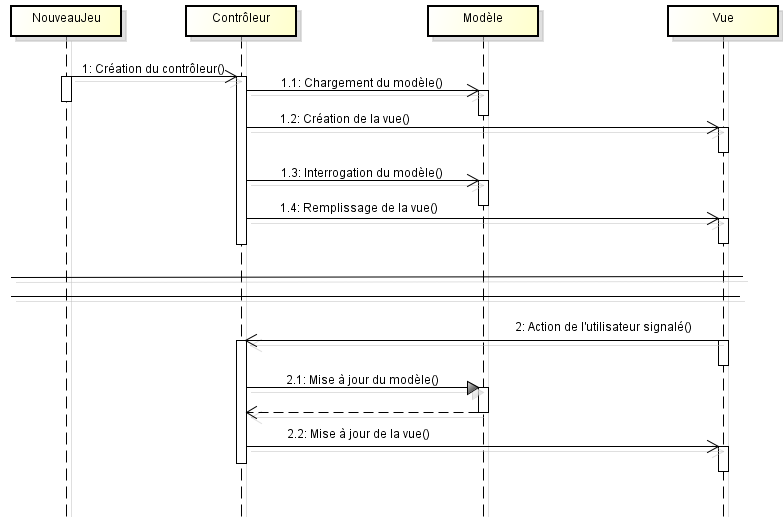 NouveauJeu
Contrôleur
Modèle
Vue
1: Création du contrôleur()
1.1: Chargement du modèle()
1.2: Création de la vue()
1.3: Interrogation du modèle()
1.4: Remplissage de la vue()
2: Action de l'utilisateur signalé()
2.1: Mise à jour du modèle()
2.2: Mise à jour de la vue()